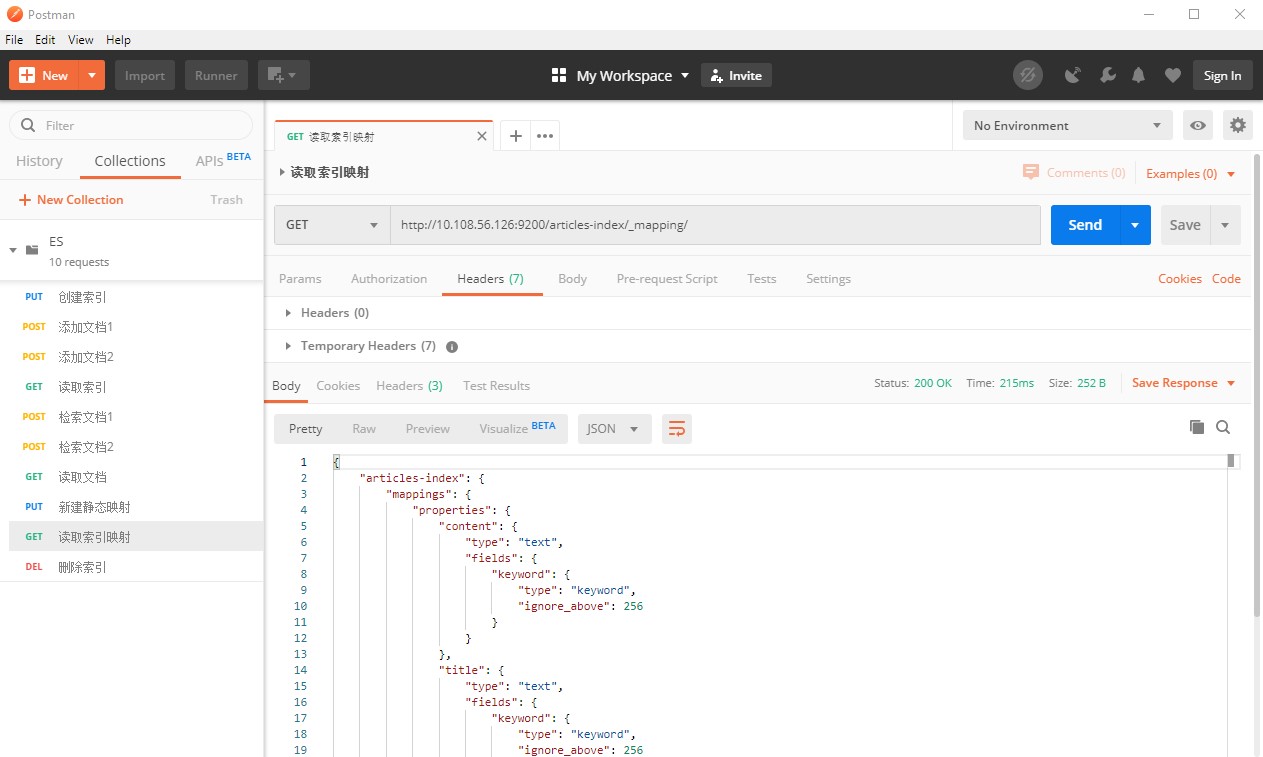 Postman
File Edit View Help
New Import Runner My Workspace Invite Sign In
Filter
History Collections APIs BETA
New Collection Trash
ES
10 requests
PUT 创建索引
POST 添加文档1
POST 添加文档2
GET 读取索引
POST 检索文档1
POST 检索文档2
GET 读取文档
PUT 新建静态映射
GET 读取索引映射
DEL 删除索引
GET 读取索引映射
No Environment
读取索引映射 Comments (0) Examples (0)
GET http://10.108.56.126:9200/articles-index/_mapping/ Send Save
Params Authorization Headers (7) Body Pre-request Script Tests Settings Cookies Code
Headers (0)
Temporary Headers (7)
Body Cookies Headers (3) Test Results Status: 200 OK Time: 215ms Size: 252 B Save Response
Pretty Raw Preview Visualize BETA JSON
1 {
2 "articles-index": {
3 "mappings": {
4 "properties": {
5 "content": {
6 "type": "text",
7 "fields": {
8 "keyword": {
9 "type": "keyword",
10 "ignore_above": 256
11 }
12 }
13 },
14 "title": {
15 "type": "text",
16 "fields": {
17 "keyword": {
18 "type": "keyword",
19 "ignore_above": 256